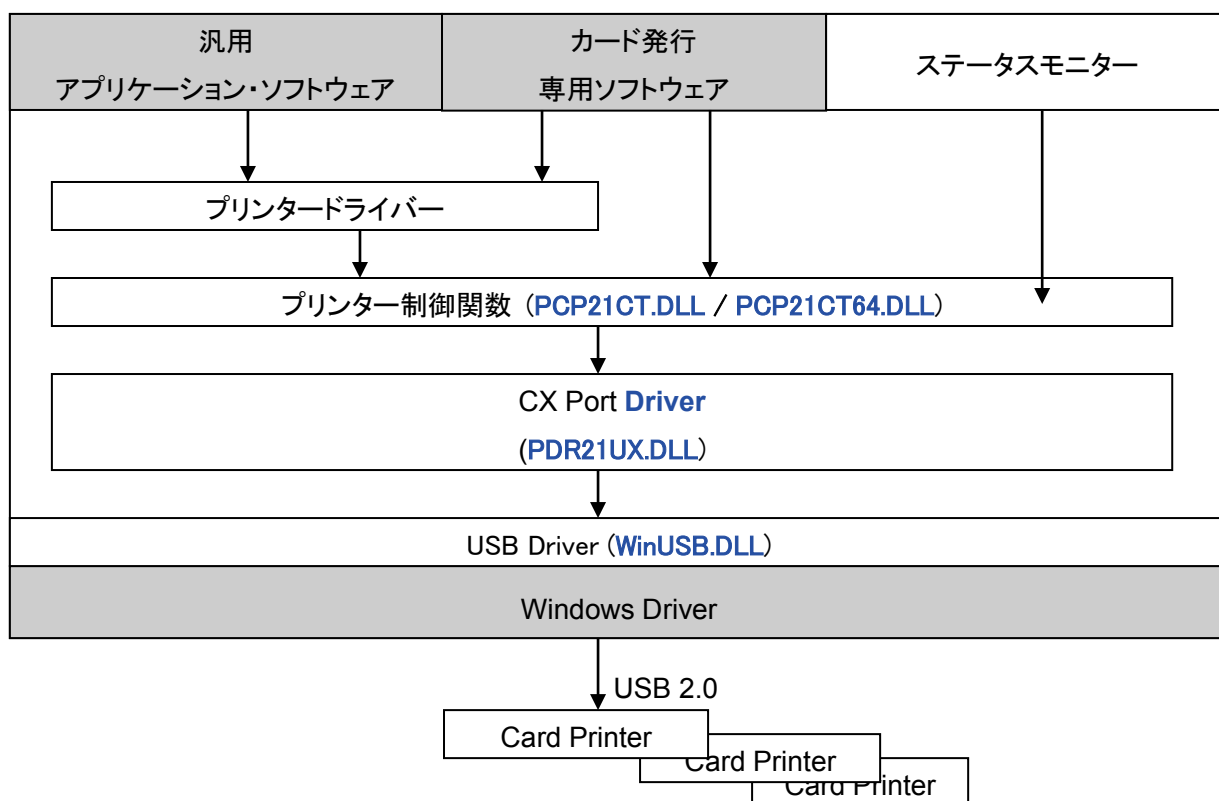 汎用
アプリケーション・ソフトウェア
カード発行
専用ソフトウェア
ステータスモニター
プリンタードライバー
プリンター制御関数 (PCP21CT.DLL / PCP21CT64.DLL)
CX Port Driver
(PDR21UX.DLL)
USB Driver (WinUSB.DLL)
Windows Driver
USB 2.0
Card Printer
Card Printer
Card Printer